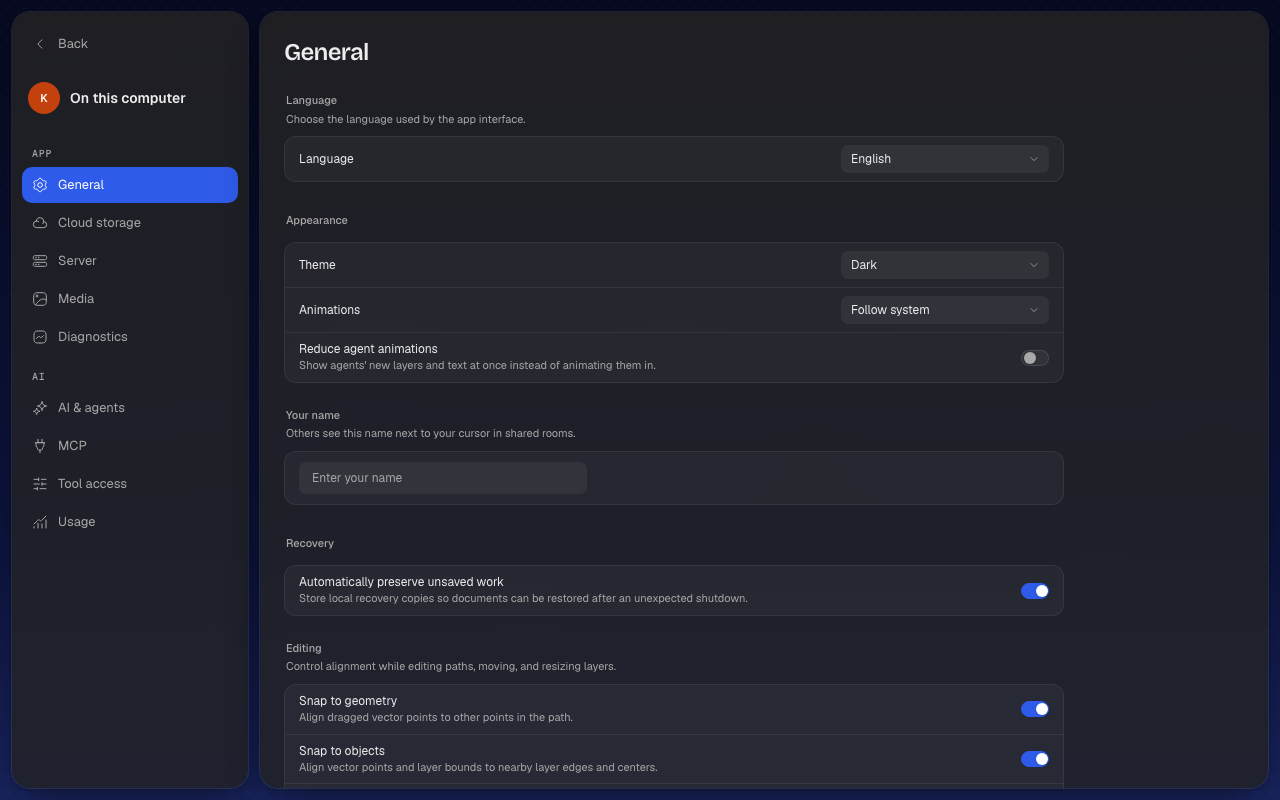 Back
K
On this computer
APP
General
Cloud storage
Server
Media
Diagnostics
AI
AI & agents
MCP
Tool access
Usage
General
Language
Choose the language used by the app interface.
Language
English
Appearance
Theme
Dark
Animations
Follow system
Reduce agent animations
Show agents' new layers and text at once instead of animating them in.
Your name
Others see this name next to your cursor in shared rooms.
Enter your name
Recovery
Automatically preserve unsaved work
Store local recovery copies so documents can be restored after an unexpected shutdown.
Editing
Control alignment while editing paths, moving, and resizing layers.
Snap to geometry
Align dragged vector points to other points in the path.
Snap to objects
Align vector points and layer bounds to nearby layer edges and centers.